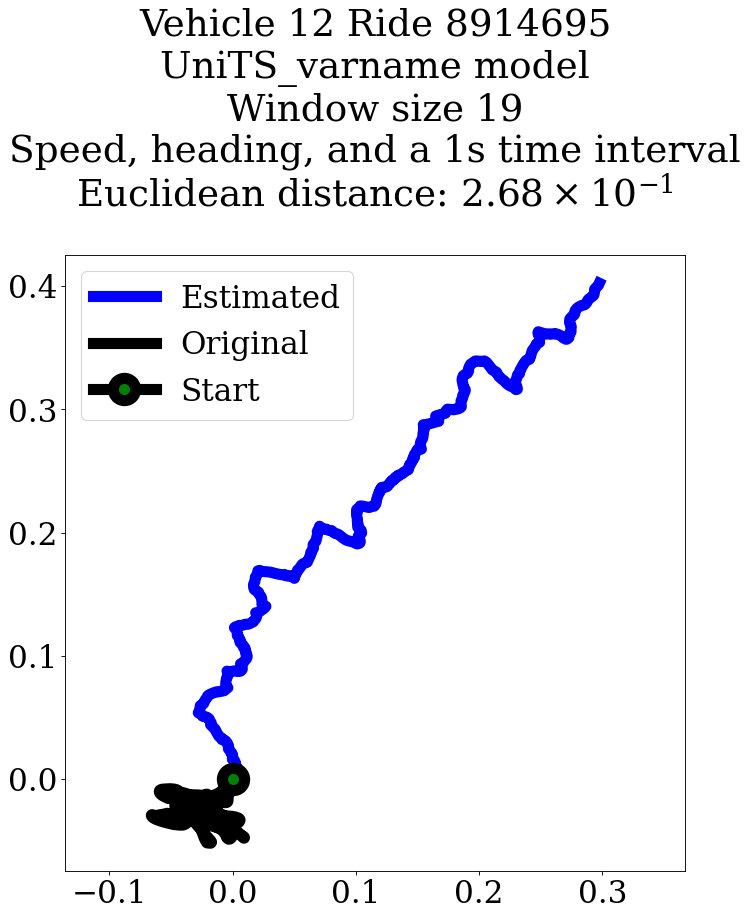 Vehicle 12 Ride 8914695
UniTS_varname model
Window size 19
Speed, heading, and a 1s time interval
Euclidean distance: 2.68 × 10⁻¹
Estimated
Original
Start
0.4
0.3
0.2
0.1
0.0
−0.1 0.0 0.1 0.2 0.3